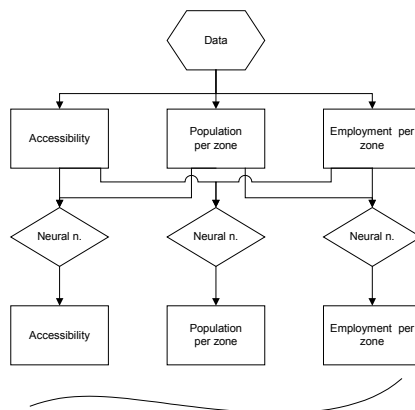 Data
Accessibility
Population
per zone
Employment per
zone
Neural n.
Neural n.
Neural n.
Accessibility
Population
per zone
Employment per
zone